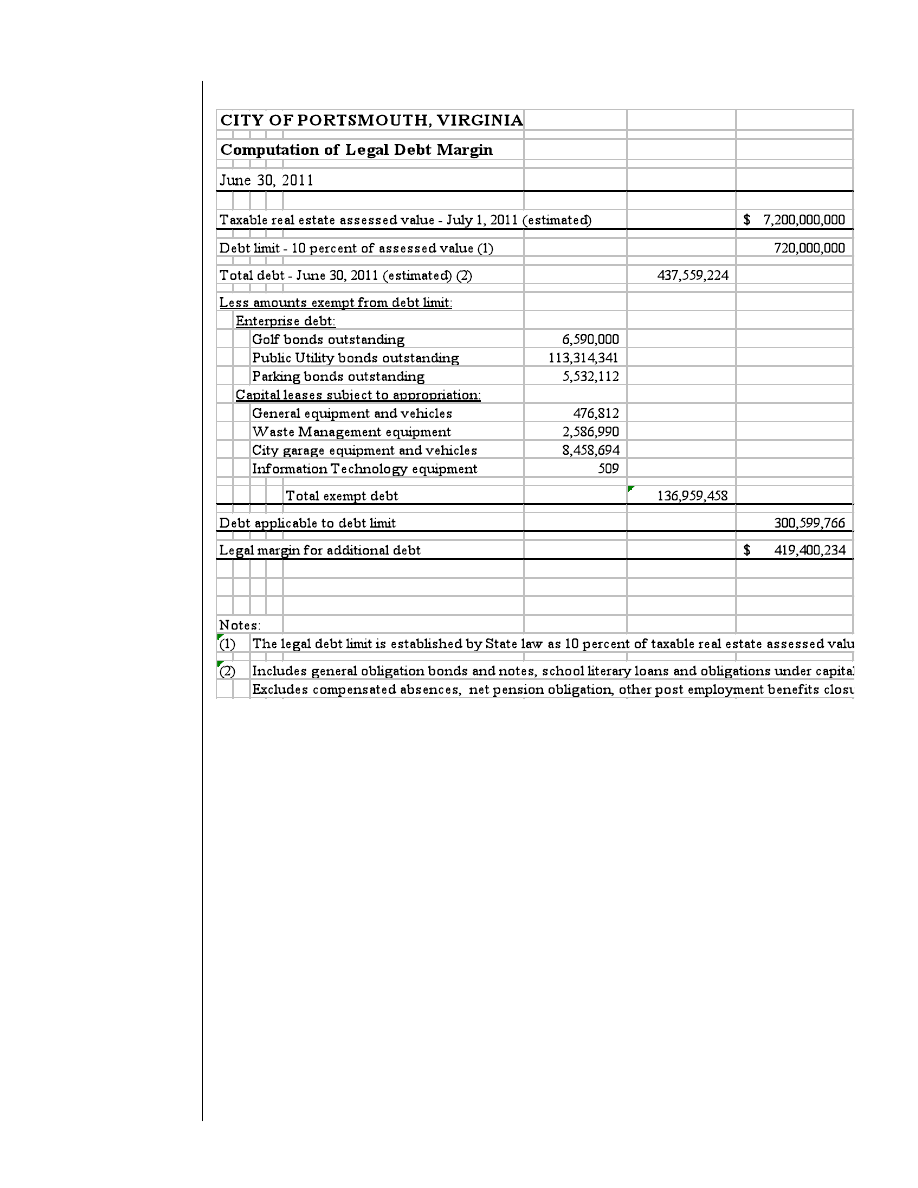 CITY OF PORTSMOUTH, VIRGINIA
Computation of Legal Debt Margin
June 30, 2011
Taxable real estate assessed value - July 1, 2011 (estimated) $ 7,200,000,000
Debt limit - 10 percent of assessed value (1) 720,000,000
Total debt - June 30, 2011 (estimated) (2) 437,559,224
Less amounts exempt from debt limit:
Enterprise debt:
Golf bonds outstanding 6,590,000
Public Utility bonds outstanding 113,314,341
Parking bonds outstanding 5,532,112
Capital leases subject to appropriation:
General equipment and vehicles 476,812
Waste Management equipment 2,586,990
City garage equipment and vehicles 8,458,694
Information Technology equipment 509
Total exempt debt 136,959,458
Debt applicable to debt limit 300,599,766
Legal margin for additional debt $ 419,400,234
Notes:
(1) The legal debt limit is established by State law as 10 percent of taxable real estate assessed valu
(2) Includes general obligation bonds and notes, school literary loans and obligations under capital
Excludes compensated absences, net pension obligation, other post employment benefits closu